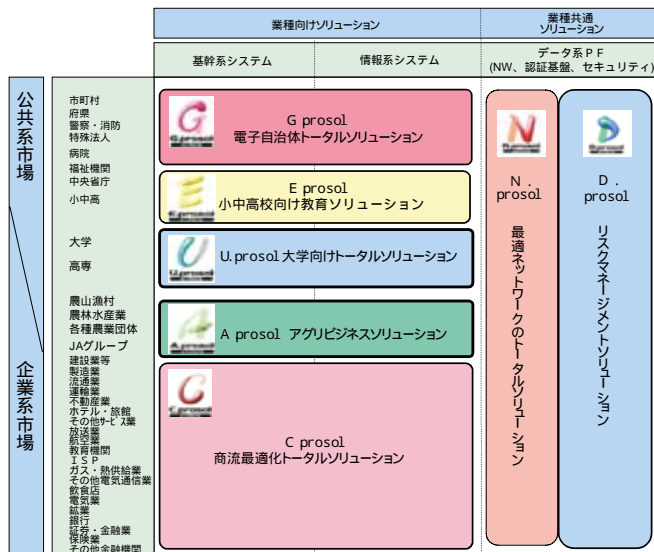 業種向けソリューション
業種共通
ソリューション
基幹系システム
情報系システム
データ系ＰＦ
(NW、認証基盤、セキュリティ)
公共系市場
企業系市場
市町村
府県
警察・消防
特殊法人
病院
福祉機関
中央省庁
小中高
大学
高専
農山漁村
農林水産業
各種農業団体
JAグループ
建設業等
製造業
流通業
運輸業
不動産業
ホテル・旅館
その他サービス業
放送業
航空業
教育機関
ＩＳＰ
ガス・熱供給業
その他電気通信業
飲食店
電気業
鉱業
銀行
証券・金融業
保険業
その他金融機関
G.prosol
G prosol
電子自治体トータルソリューション
E.prosol
E prosol
小中高校向け教育ソリューション
U.prosol
U.prosol大学向けトータルソリューション
A.prosol
A prosol アグリビジネスソリューション
C.prosol
C prosol
商流最適化トータルソリューション
N.prosol
N.
prosol
最適ネットワークのトータルソリューション
D.prosol
D.
prosol
リスクマネージメントソリューション